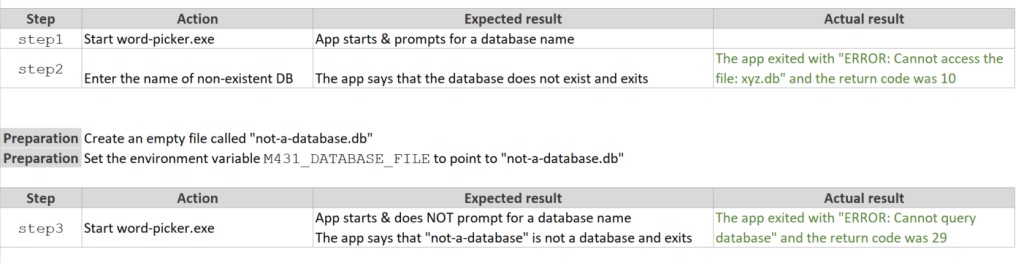 Step Action Expected result Actual result
step1 Start word-picker.exe App starts & prompts for a database name
The app exited with "ERROR: Cannot access the
step2 Enter the name of non-existent DB The app says that the database does not exist and exits file: xyz.db" and the return code was 10
Preparation Create an empty file called "not-a-database.db"
Preparation Set the environment variable M431_DATABASE_FILE to point to "not-a-database.db"
Step Action Expected result Actual result
step3 Start word-picker.exe App starts & does NOT prompt for a database name The app exited with "ERROR: Cannot query
The app says that "not-a-database" is not a database and exits database" and the return code was 29